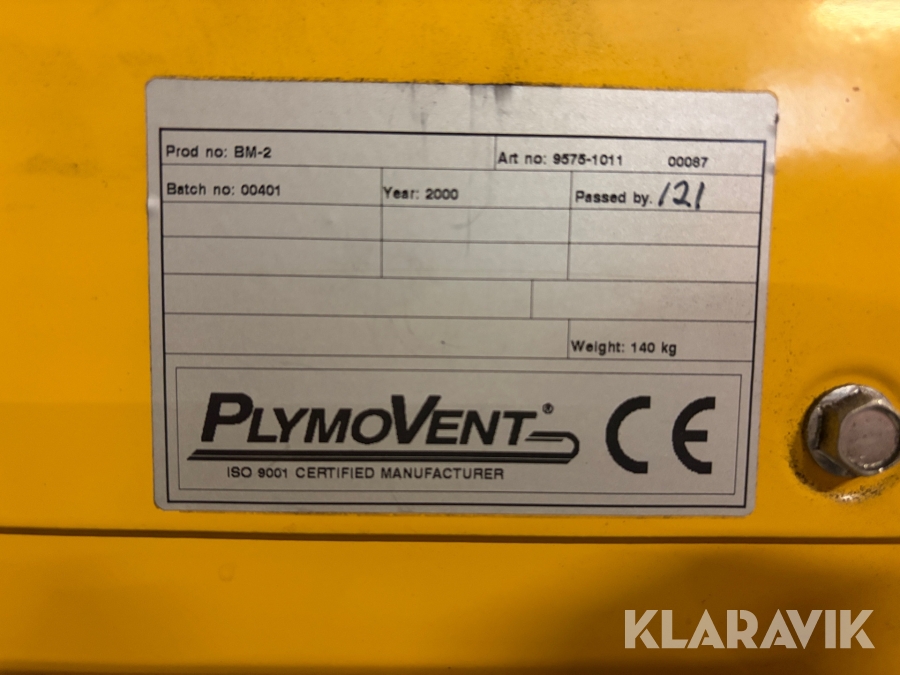 Prod no: BM-2
Art no: 9575-1011 00087
Batch no: 00401
Year: 2000
Passed by. 121
Weight: 140 kg
PLYMOVENT®
CE
ISO 9001 CERTIFIED MANUFACTURER
KLARAVIK